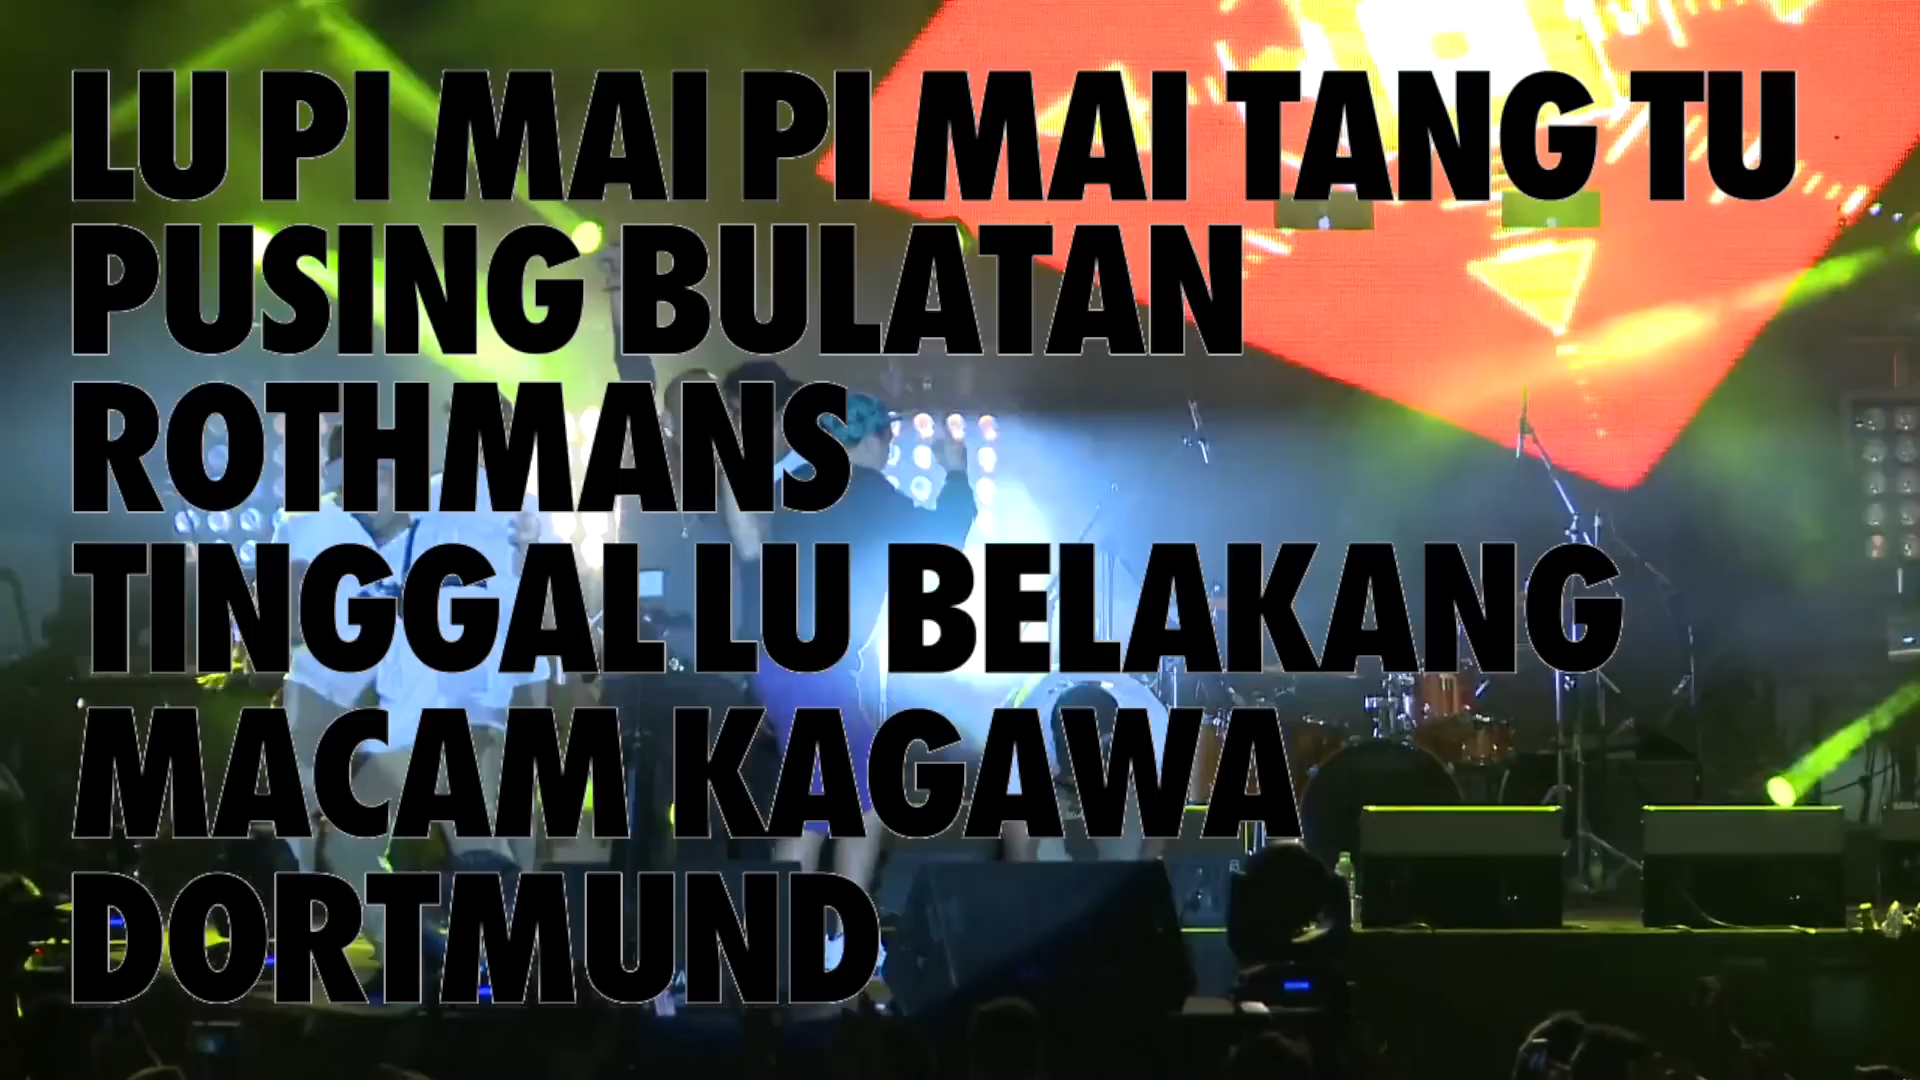 LU PI MAI PI MAI TANG TU
PUSING BULATAN
ROTHMANS
TINGGAL LU BELAKANG
MACAM KAGAWA
DORTMUND